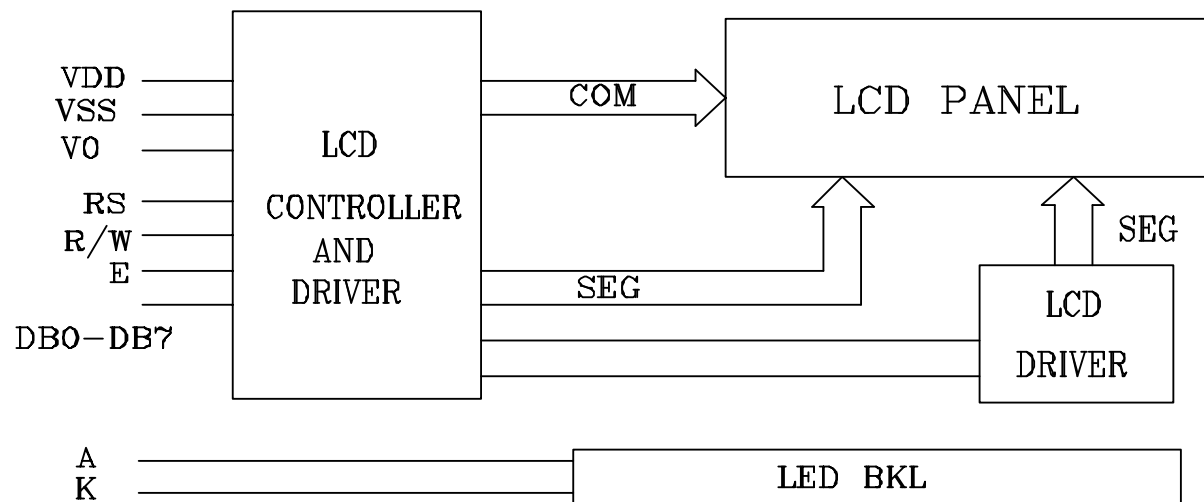 VDD
VSS
V0
RS
R/W
E
DB0-DB7
LCD
CONTROLLER
AND
DRIVER
COM
SEG
LCD PANEL
SEG
LCD
DRIVER
A
K
LED BKL